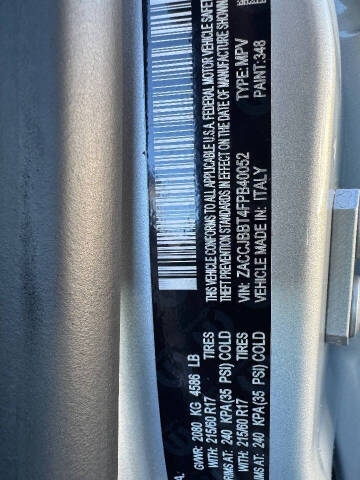 A.
GVWR: 2080 KG 4586 LB
WITH: 215/60 R17 TIRES
RIMS AT: 240 KPA(35 PSI) COLD
WITH: 215/60 R17 TIRES
RIMS AT: 240 KPA(35 PSI) COLD
THIS VEHICLE CONFORMS TO ALL APPLICABLE U.S.A. FEDERAL MOTOR VEHICLE SAFETY
THEFT PREVENTION STANDARDS IN EFFECT ON THE DATE OF MANUFACTURE SHOWN
VIN: ZACCJBBT4FPB40052 TYPE: MPV
VEHICLE MADE IN: ITALY PAINT: 348